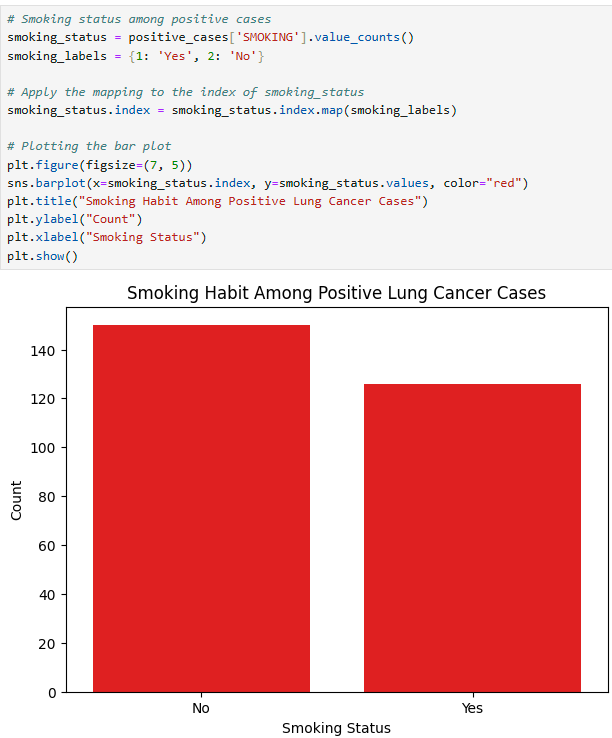 # Smoking status among positive cases
smoking_status = positive_cases['SMOKING'].value_counts()
smoking_labels = {1: 'Yes', 2: 'No'}
# Apply the mapping to the index of smoking_status
smoking_status.index = smoking_status.index.map(smoking_labels)
# Plotting the bar plot
plt.figure(figsize=(7, 5))
sns.barplot(x=smoking_status.index, y=smoking_status.values, color="red")
plt.title("Smoking Habit Among Positive Lung Cancer Cases")
plt.ylabel("Count")
plt.xlabel("Smoking Status")
plt.show()
Smoking Habit Among Positive Lung Cancer Cases
140
120
100
80
60
40
20
0
Count
No Yes
Smoking Status